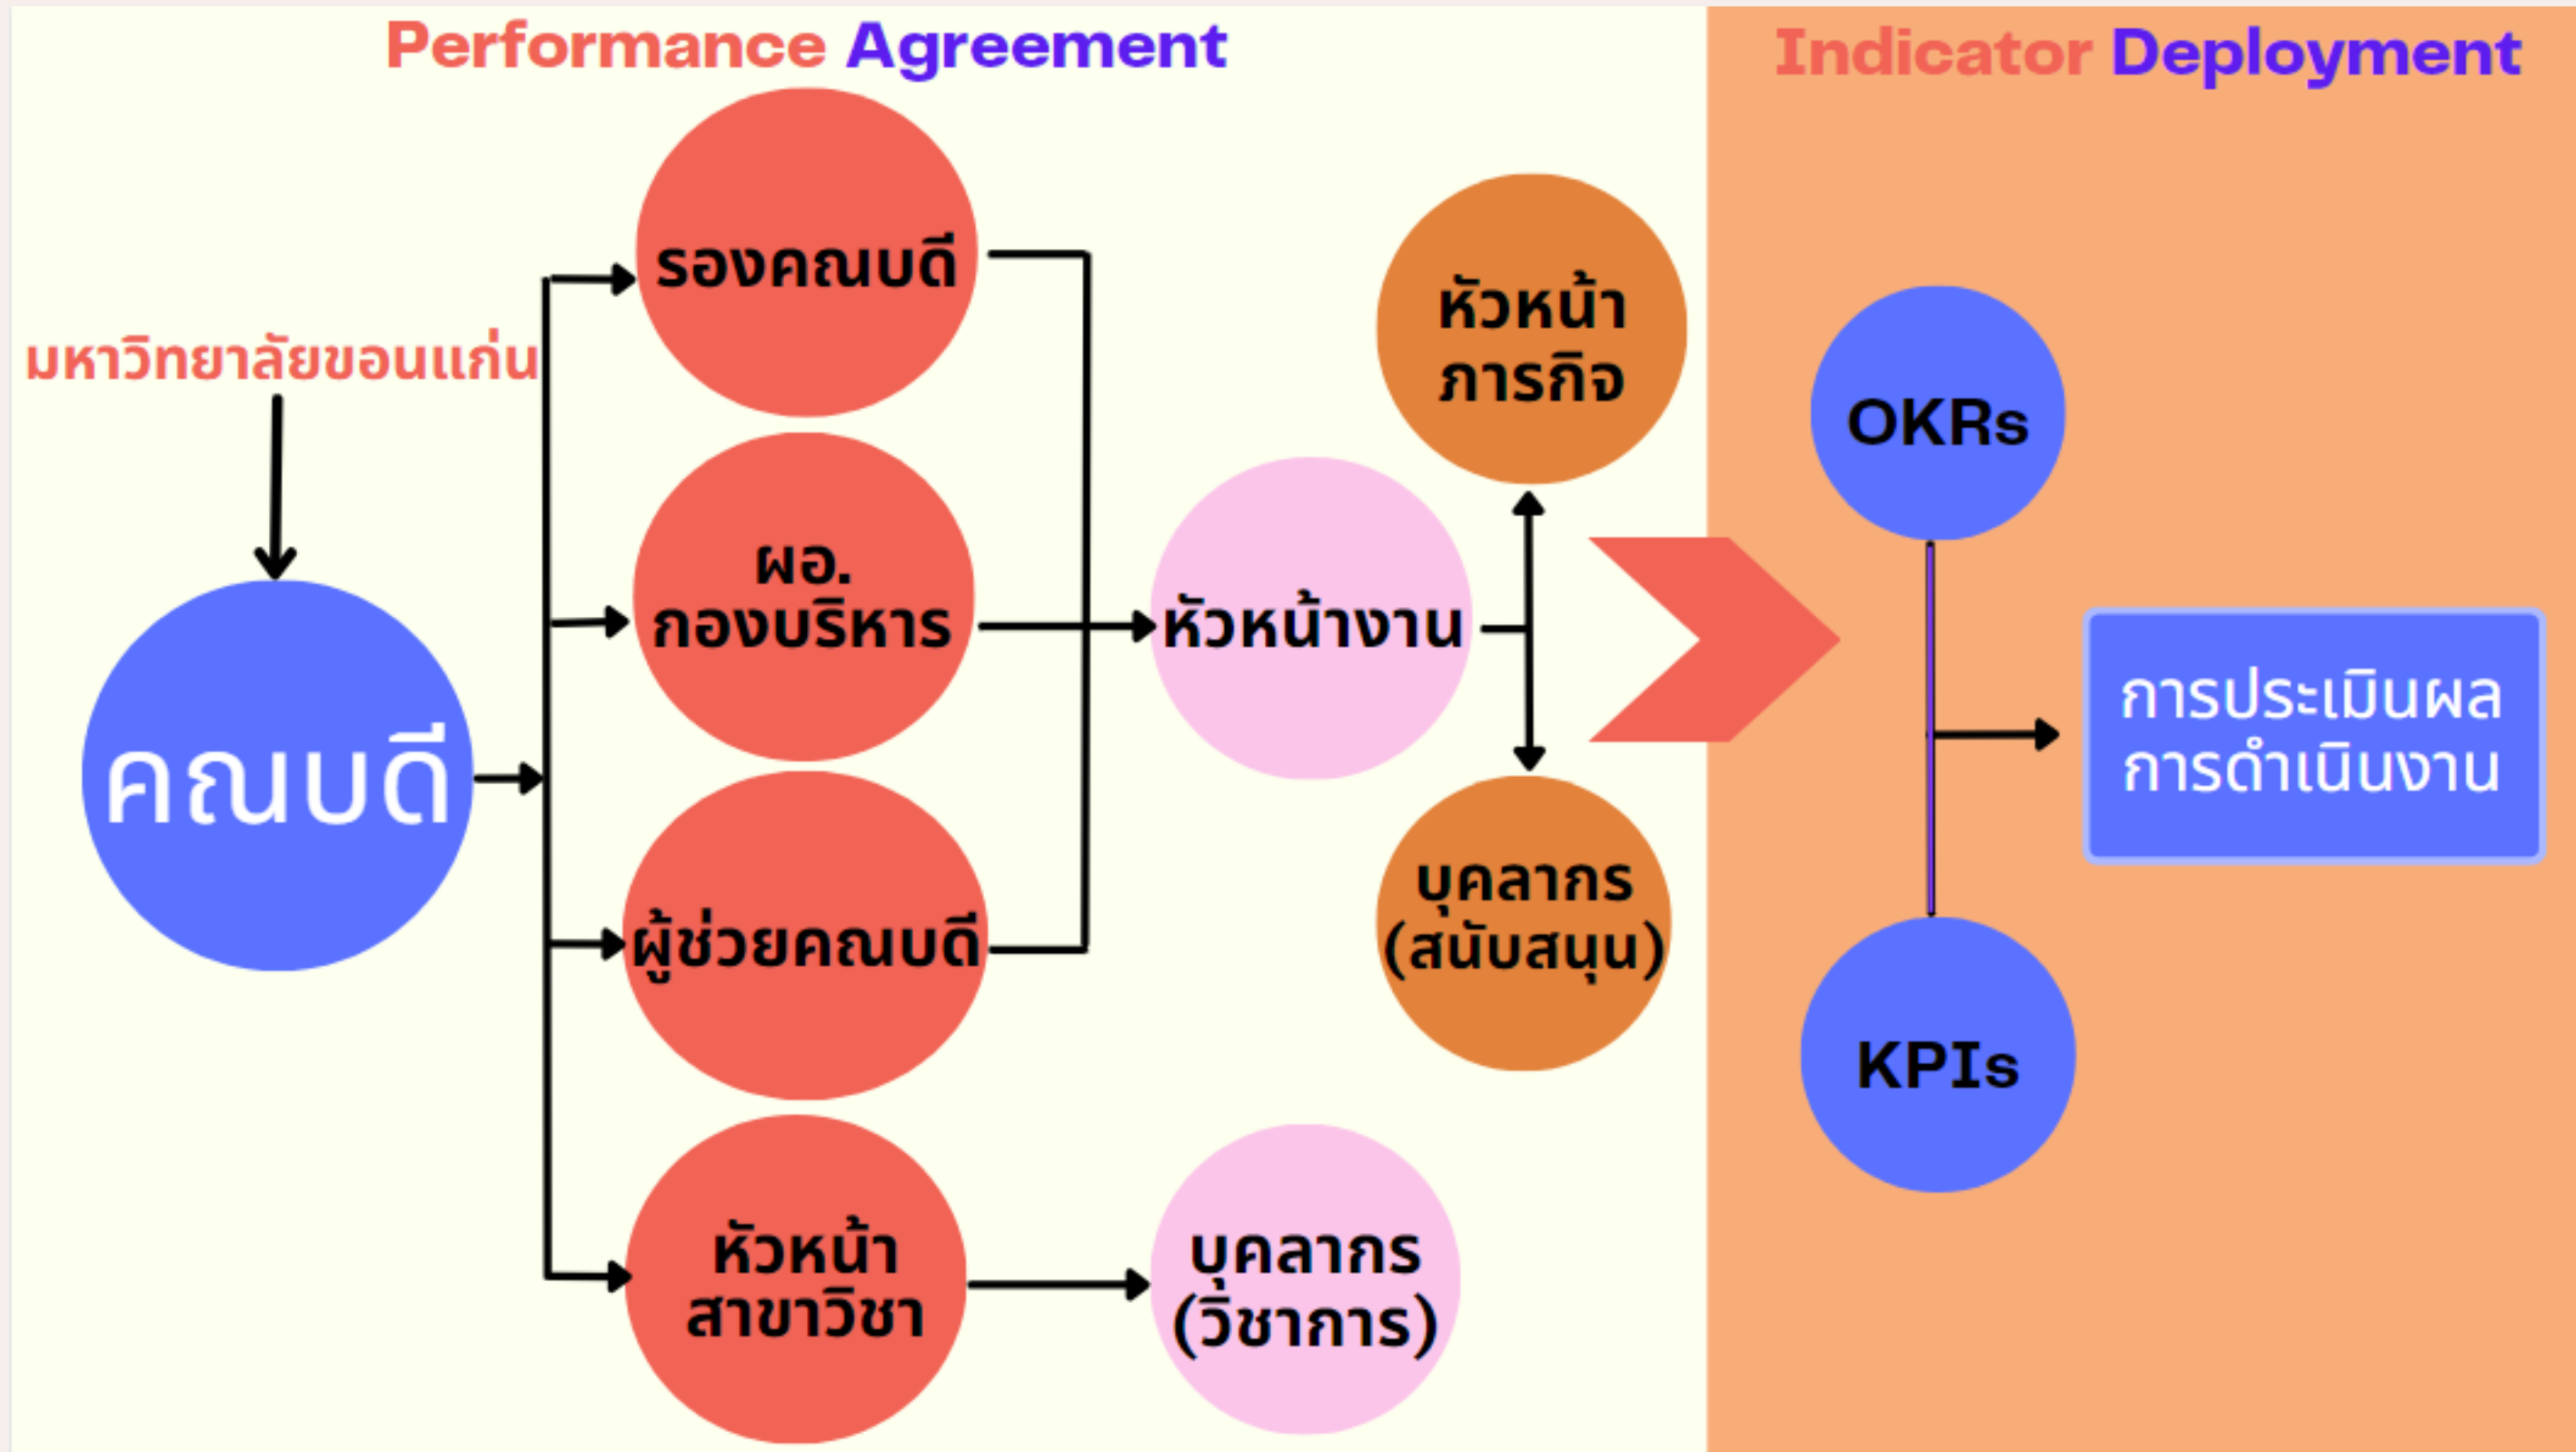 Performance Agreement
Indicator Deployment
มหาวิทยาลัยขอนแก่น
คณบดี
รองคณบดี
ผอ.
กองบริหาร
ผู้ช่วยคณบดี
หัวหน้า
สาขาวิชา
หัวหน้างาน
บุคลากร
(วิชาการ)
หัวหน้า
ภารกิจ
บุคลากร
(สนับสนุน)
OKRs
KPIs
การประเมินผล
การดำเนินงาน